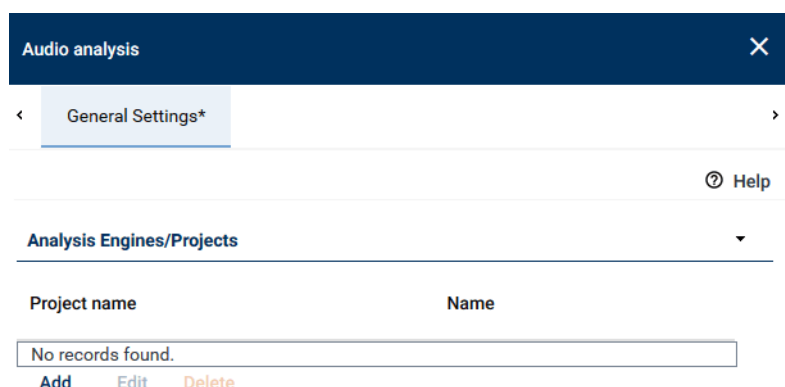 Audio analysis
General Settings*
Help
Analysis Engines/Projects
Project name Name
No records found.
Add Edit Delete